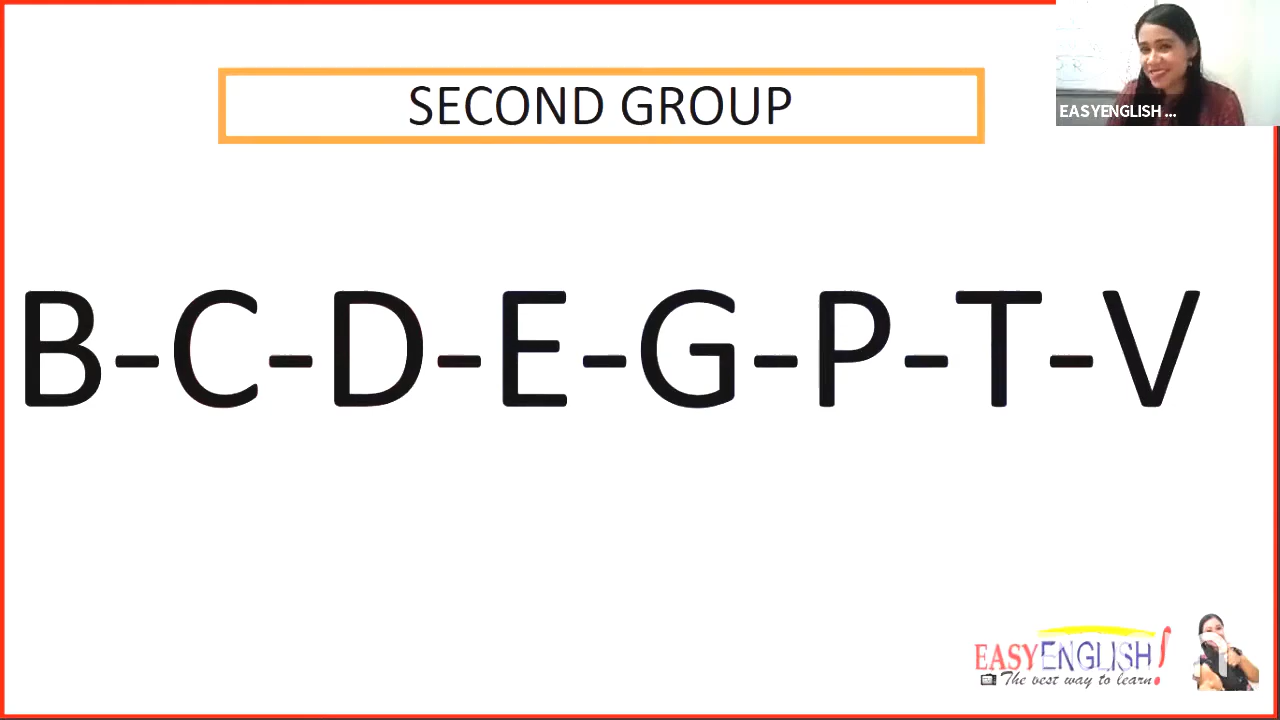 SECOND GROUP
EASYENGLISH ...
B-C-D-E-G-P-T-V
EASYENGLISH!
The best way to learn!